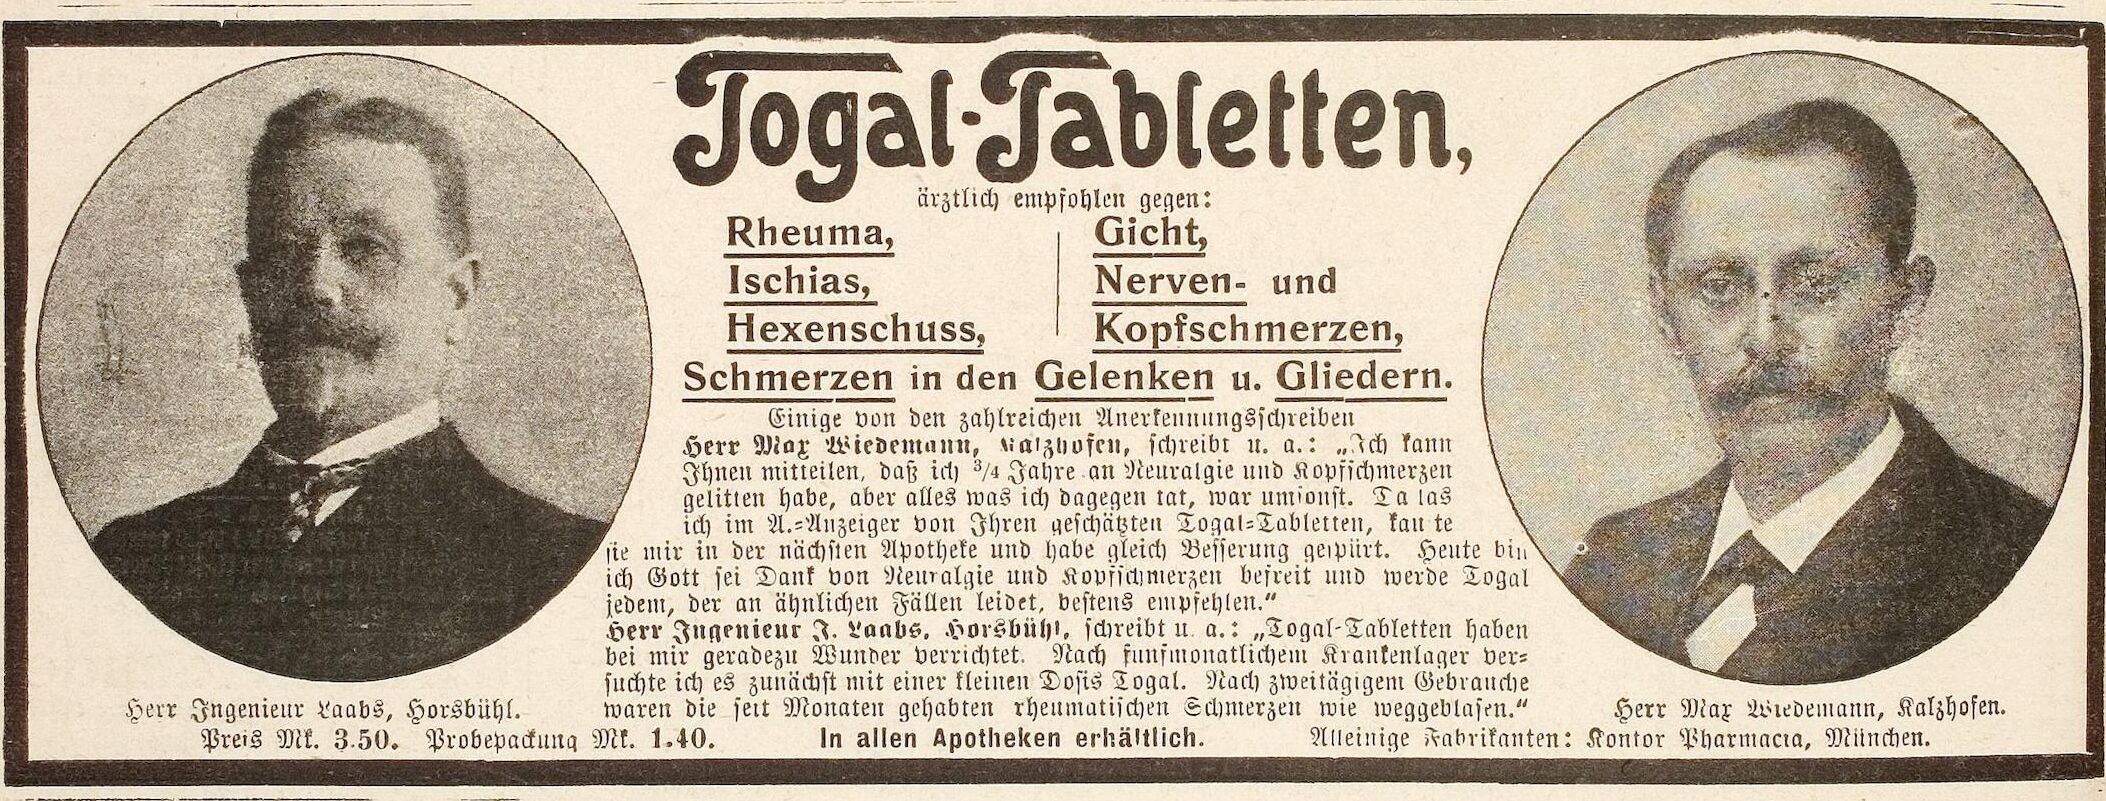 Togal-Tabletten,
ärztlich empfohlen gegen:
Rheuma,
Ischias,
Hexenschuss,
Gicht,
Nerven- und
Kopfschmerzen,
Schmerzen in den Gelenken u. Gliedern.
Einige von den zahlreichen Anerkennungsschreiben
Herr Max Wiedemann, Kalzhofen, schreibt u. a.: „Ich kann
Ihnen mitteilen, daß ich 3/4 Jahre an Neuralgie und Kopfschmerzen
gelitten habe, aber alles was ich dagegen tat, war umsonst. Da las
ich im A.-Anzeiger von Ihren geschätzten Togal-Tabletten, kaufte
sie mir in der nächsten Apotheke und habe gleich Besserung gespürt. Heute bin
ich Gott sei Dank von Neuralgie und Kopfschmerzen befreit und werde Togal
jedem, der an ähnlichen Fällen leidet, bestens empfehlen.“
Herr Ingenieur J. Laabs, Horsbühl, schreibt u. a.: „Togal-Tabletten haben
bei mir geradezu Wunder verrichtet. Nach fünfmonatlichem Krankenlager ver-
suchte ich es zunächst mit einer kleinen Dosis Togal. Nach zweitägigem Gebrauche
waren die seit Monaten gehabten rheumatischen Schmerzen wie weggeblasen.“
Herr Ingenieur Laabs, Horsbühl.
Herr Max Wiedemann, Kalzhofen.
Preis Mk. 3.50. Probepackung Mk. 1.40. In allen Apotheken erhältlich. Alleinige Fabrikanten: Kontor Pharmacia, München.